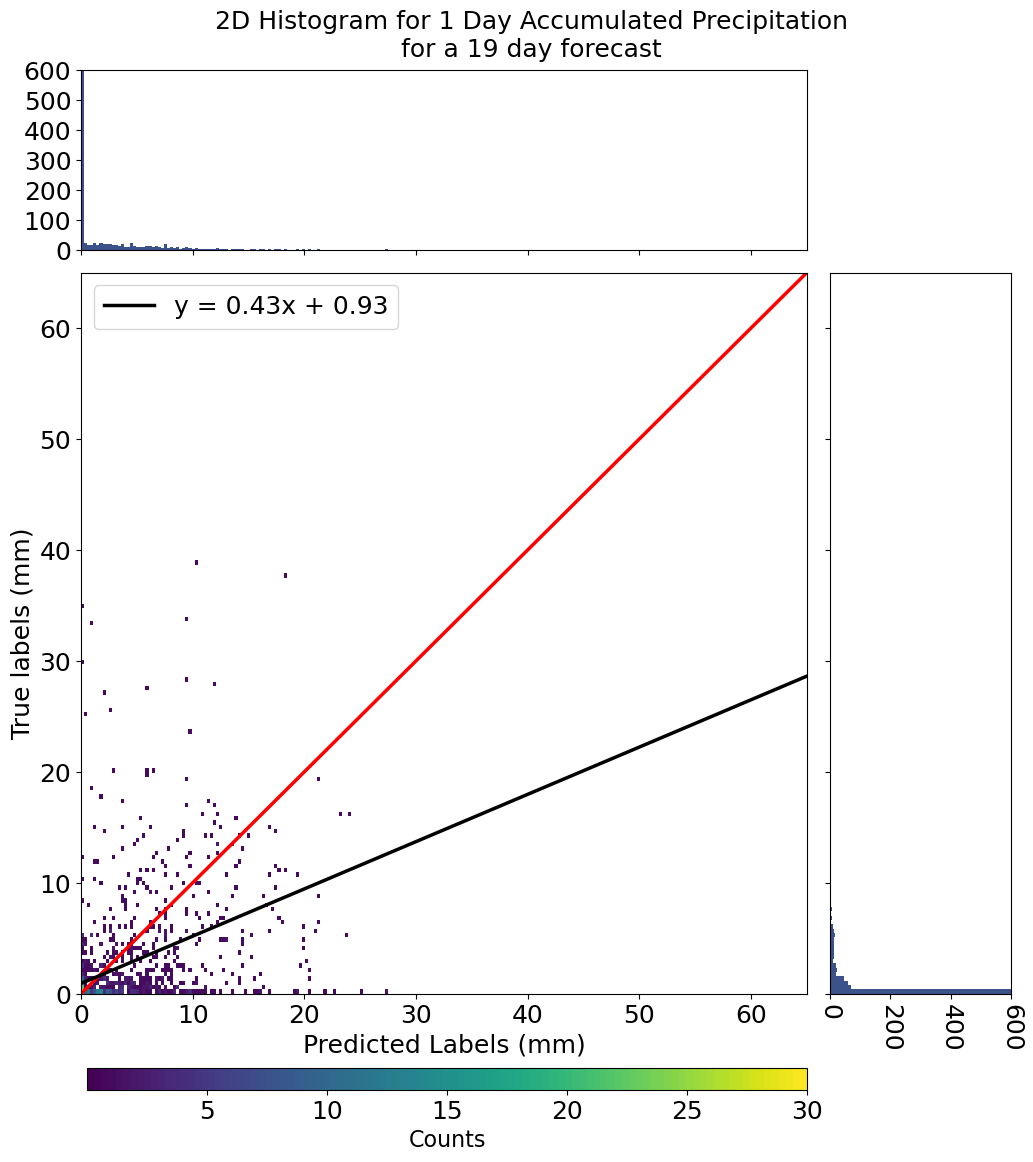 2D Histogram for 1 Day Accumulated Precipitation
for a 19 day forecast
600
500
400
300
200
100
0
y = 0.43x + 0.93
60
50
40
30
20
10
0
True labels (mm)
0 10 20 30 40 50 60
Predicted Labels (mm)
0 200 400 600
5 10 15 20 25 30
Counts